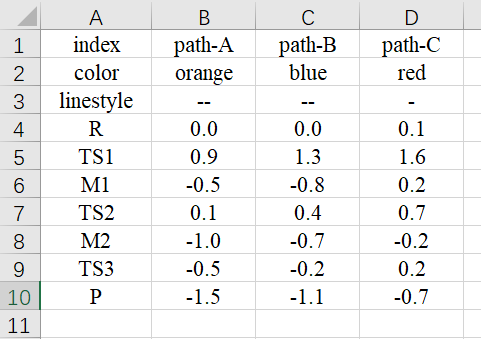 A B C D
1 index path-A path-B path-C
2 color orange blue red
3 linestyle -- -- -
4 R 0.0 0.0 0.1
5 TS1 0.9 1.3 1.6
6 M1 -0.5 -0.8 0.2
7 TS2 0.1 0.4 0.7
8 M2 -1.0 -0.7 -0.2
9 TS3 -0.5 -0.2 0.2
10 P -1.5 -1.1 -0.7
11